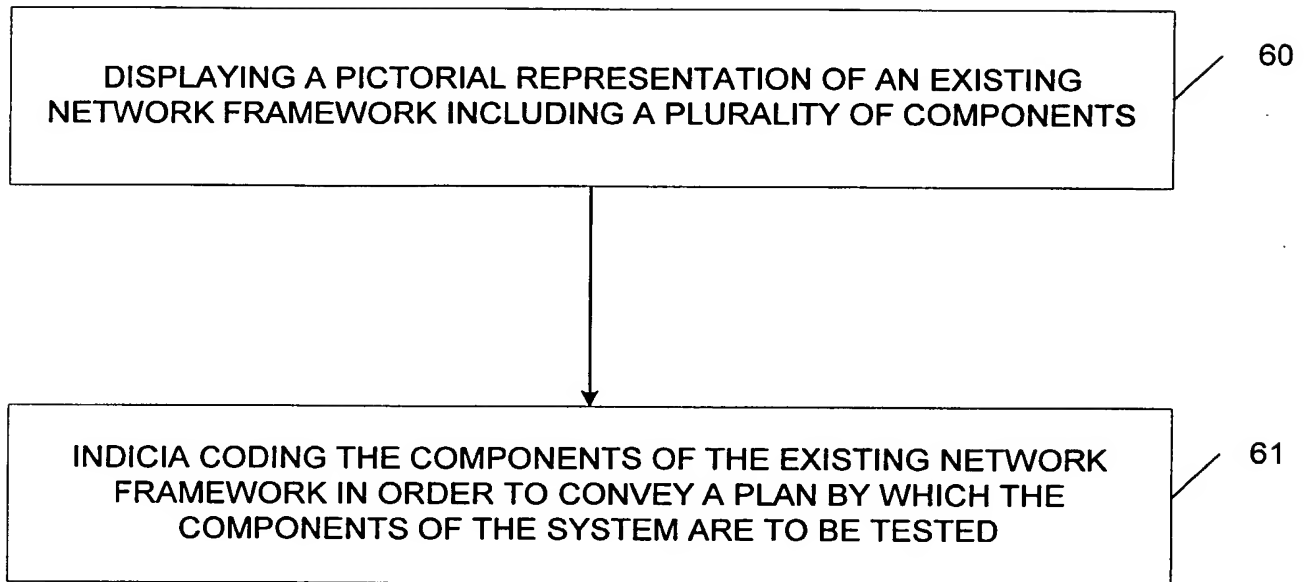 DISPLAYING A PICTORIAL REPRESENTATION OF AN EXISTING
NETWORK FRAMEWORK INCLUDING A PLURALITY OF COMPONENTS
60
INDICIA CODING THE COMPONENTS OF THE EXISTING NETWORK
FRAMEWORK IN ORDER TO CONVEY A PLAN BY WHICH THE
COMPONENTS OF THE SYSTEM ARE TO BE TESTED
61